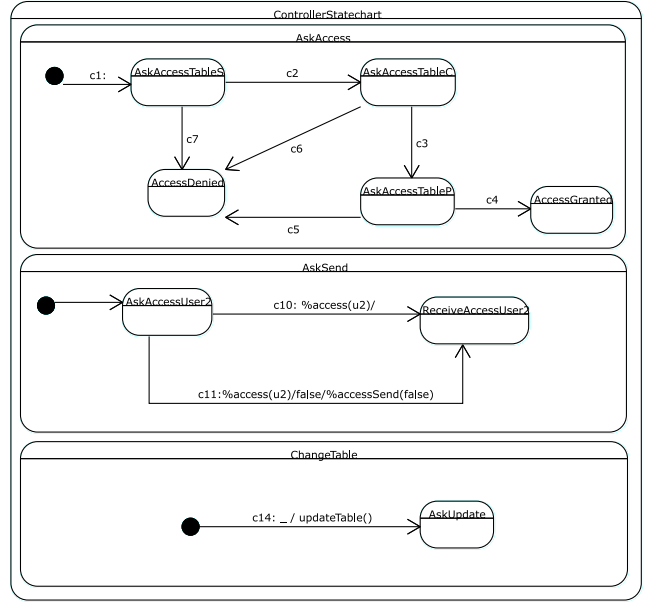 ControllerStatechart
AskAccess
c1:
AskAccessTableS
c2
AskAccessTableC
c7
c6
c3
AccessDenied
AskAccessTableP
c4
AccessGranted
c5
AskSend
AskAccessUser2
c10: %access(u2)/
ReceiveAccessUser2
c11:%access(u2)/false/%accessSend(false)
ChangeTable
c14: _ / updateTable()
AskUpdate